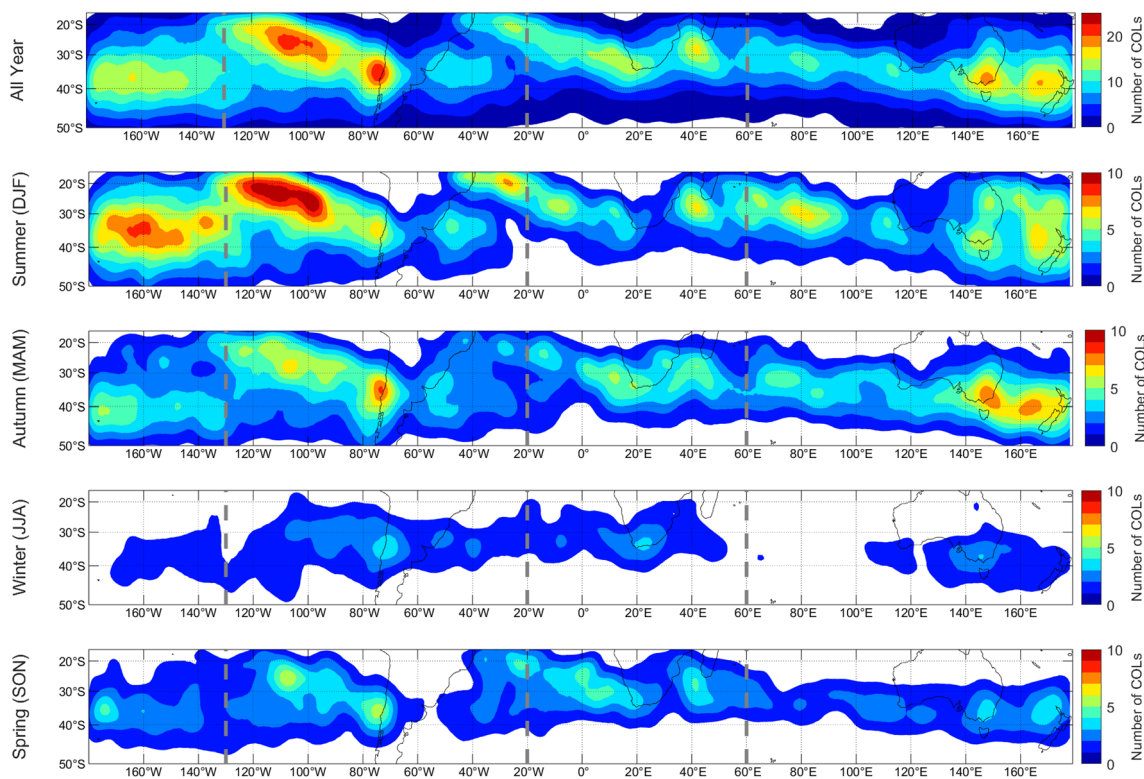 All Year
20°S
30°S
40°S
50°S
160°W 140°W 120°W 100°W 80°W 60°W 40°W 20°W 0° 20°E 40°E 60°E 80°E 100°E 120°E 140°E 160°E
20
15
10
5
0
Number of COLs
Summer (DJF)
20°S
30°S
40°S
50°S
160°W 140°W 120°W 100°W 80°W 60°W 40°W 20°W 0° 20°E 40°E 60°E 80°E 100°E 120°E 140°E 160°E
10
5
0
Number of COLs
Autumn (MAM)
20°S
30°S
40°S
50°S
160°W 140°W 120°W 100°W 80°W 60°W 40°W 20°W 0° 20°E 40°E 60°E 80°E 100°E 120°E 140°E 160°E
10
5
0
Number of COLs
Winter (JJA)
20°S
30°S
40°S
50°S
160°W 140°W 120°W 100°W 80°W 60°W 40°W 20°W 0° 20°E 40°E 60°E 80°E 100°E 120°E 140°E 160°E
10
5
0
Number of COLs
Spring (SON)
20°S
30°S
40°S
50°S
160°W 140°W 120°W 100°W 80°W 60°W 40°W 20°W 0° 20°E 40°E 60°E 80°E 100°E 120°E 140°E 160°E
10
5
0
Number of COLs